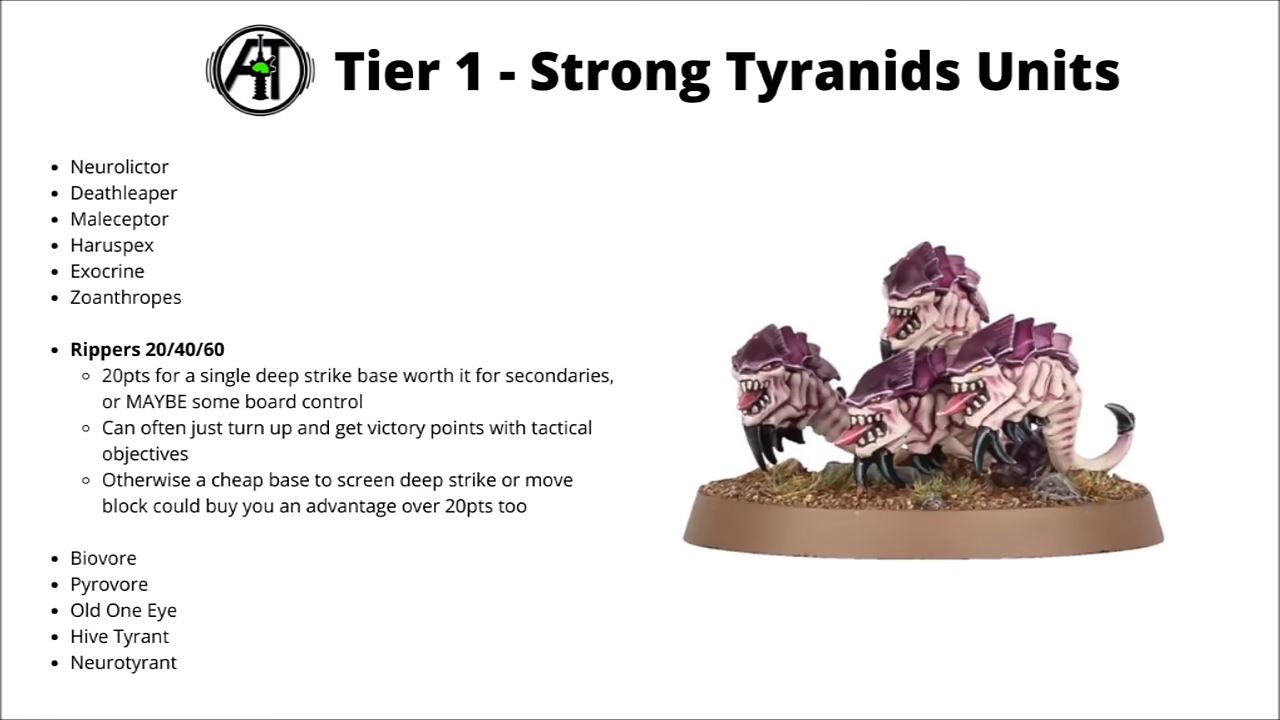 AT
Tier 1 - Strong Tyranids Units
• Neurolictor
• Deathleaper
• Maleceptor
• Haruspex
• Exocrine
• Zoanthropes
• Rippers 20/40/60
◦ 20pts for a single deep strike base worth it for secondaries,
or MAYBE some board control
◦ Can often just turn up and get victory points with tactical
objectives
◦ Otherwise a cheap base to screen deep strike or move
block could buy you an advantage over 20pts too
• Biovore
• Pyrovore
• Old One Eye
• Hive Tyrant
• Neurotyrant